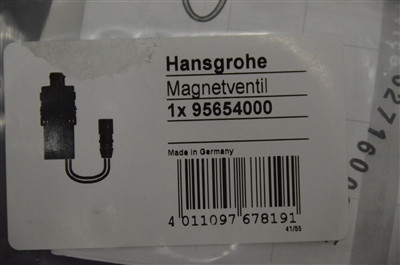 Hansgrohe
Magnetventil
1x 95654000
Made in Germany
4 011097 678191
41/55